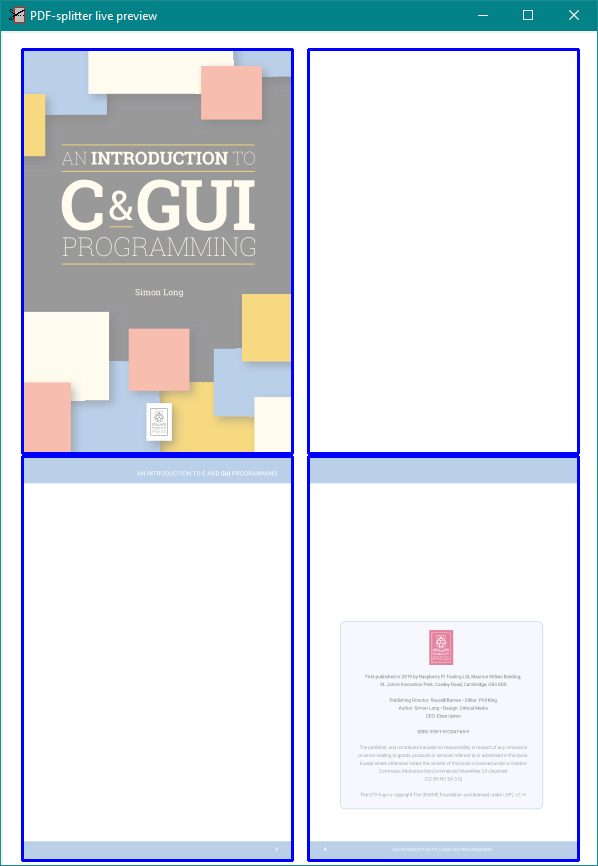 PDF-splitter live preview
AN INTRODUCTION TO
C & GUI
PROGRAMMING
Simon Long
AN INTRODUCTION TO C AND GUI PROGRAMMING
PRESS
First published in 2019 by Raspberry Pi Trading Ltd, Maurice Wilkes Building,
St. John's Innovation Park, Cowley Road, Cambridge, CB4 0DS
Publishing Director: Russell Barnes • Editor: Phil King
Author: Simon Long • Design: Critical Media
CEO: Eben Upton
ISBN:
The publisher, and contributors accept no responsibility in respect of any omissions
or errors relating to goods, products or services referred to or advertised in this book.
Except where otherwise noted, the content of this book is licensed under a Creative
Commons Attribution-NonCommercial-ShareAlike 3.0 Unported
(CC BY-NC-SA 3.0)
The GTK logo is copyright The GNOME Foundation and licensed under LGPL v2.1+
AN INTRODUCTION TO C AND GUI PROGRAMMING